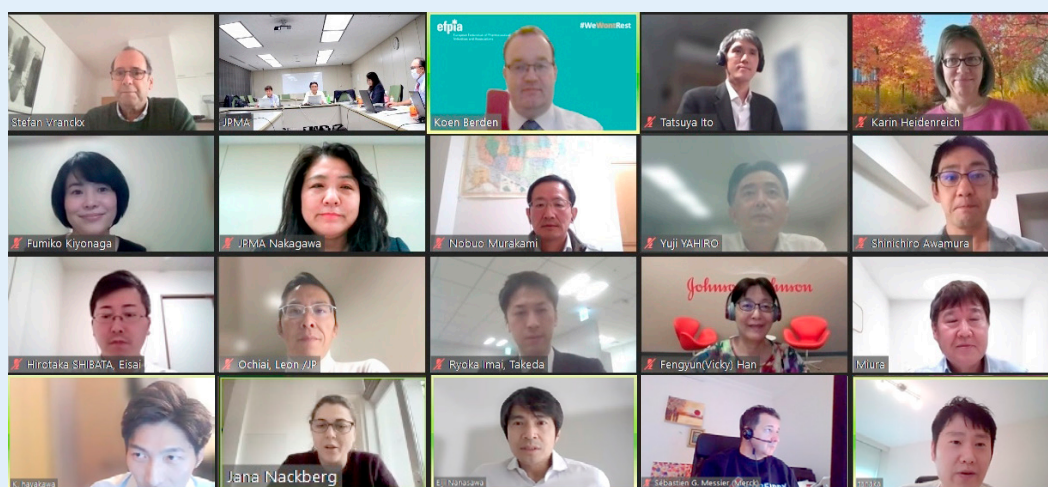 efpia
#WeWontRest
Stefan Vranckx
JPMA
Koen Berden
Tatsuya Ito
Karin Heidenreich
Fumiko Kiyonaga
JPMA Nakagawa
Nobuo Murakami
Yuji YAHIRO
Shinichiro Awamura
Johnson Johnson
Hirotaka SHIBATA, Eisai
Ochiai, Leon /JP
Ryoka Imai, Takeda
Fengyun(Vicky) Han
Miura
Jana Nackberg
Sébastien G. Messier (Merck)